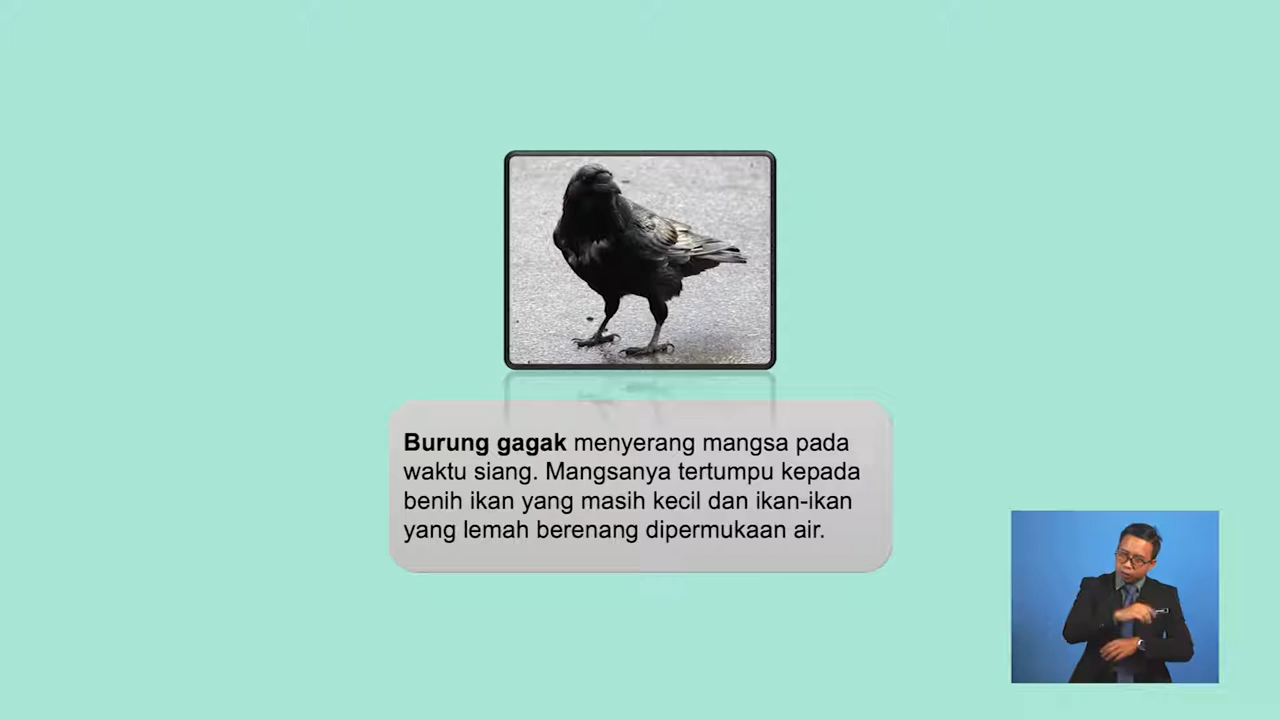 Burung gagak menyerang mangsa pada
waktu siang. Mangsanya tertumpu kepada
benih ikan yang masih kecil dan ikan-ikan
yang lemah berenang dipermukaan air.